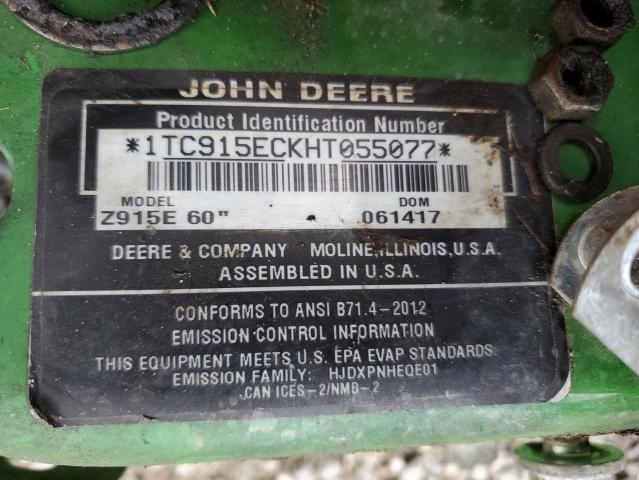 JOHN DEERE
Product Identification Number
*1TC915ECKHT055077*
MODEL DOM
Z915E 60" 061417
DEERE & COMPANY MOLINE, ILLINOIS, U.S.A.
ASSEMBLED IN U.S.A.
CONFORMS TO ANSI B71.4-2012
EMISSION CONTROL INFORMATION
THIS EQUIPMENT MEETS U.S. EPA EVAP STANDARDS.
EMISSION FAMILY: HJDXPNHEQE01
CAN ICES-2/NMB-2